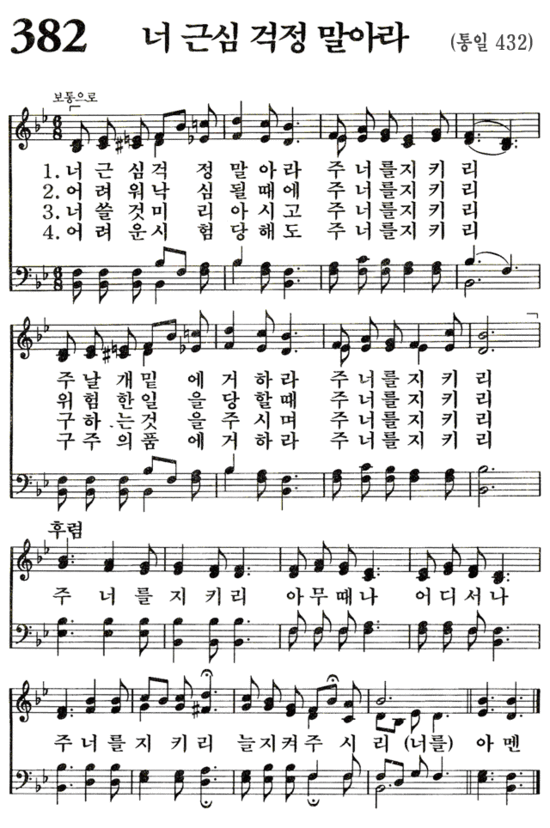 382 너 근심 걱정 말아라 (통일 432)
보통으로
1. 너 근 심 걱 정 말 아 라 주 너 를 지 키 리
2. 어 려 워 낙 심 될 때 에 주 너 를 지 키 리
3. 너 쓸 것 미 리 아 시 고 주 너 를 지 키 리
4. 어 려 운 시 험 당 해 도 주 너 를 지 키 리
주 날 개 밑 에 거 하 라 주 너 를 지 키 리
위 험 한 일 을 당 할 때 주 너 를 지 키 리
구 하 는 것 을 주 시 며 주 너 를 지 키 리
구 주 의 품 에 거 하 라 주 너 를 지 키 리
후렴
주 너 를 지 키 리 아 무 때 나 어 디 서 나
주 너 를 지 키 리 늘 지 켜 주 시 리 (너를) 아 멘